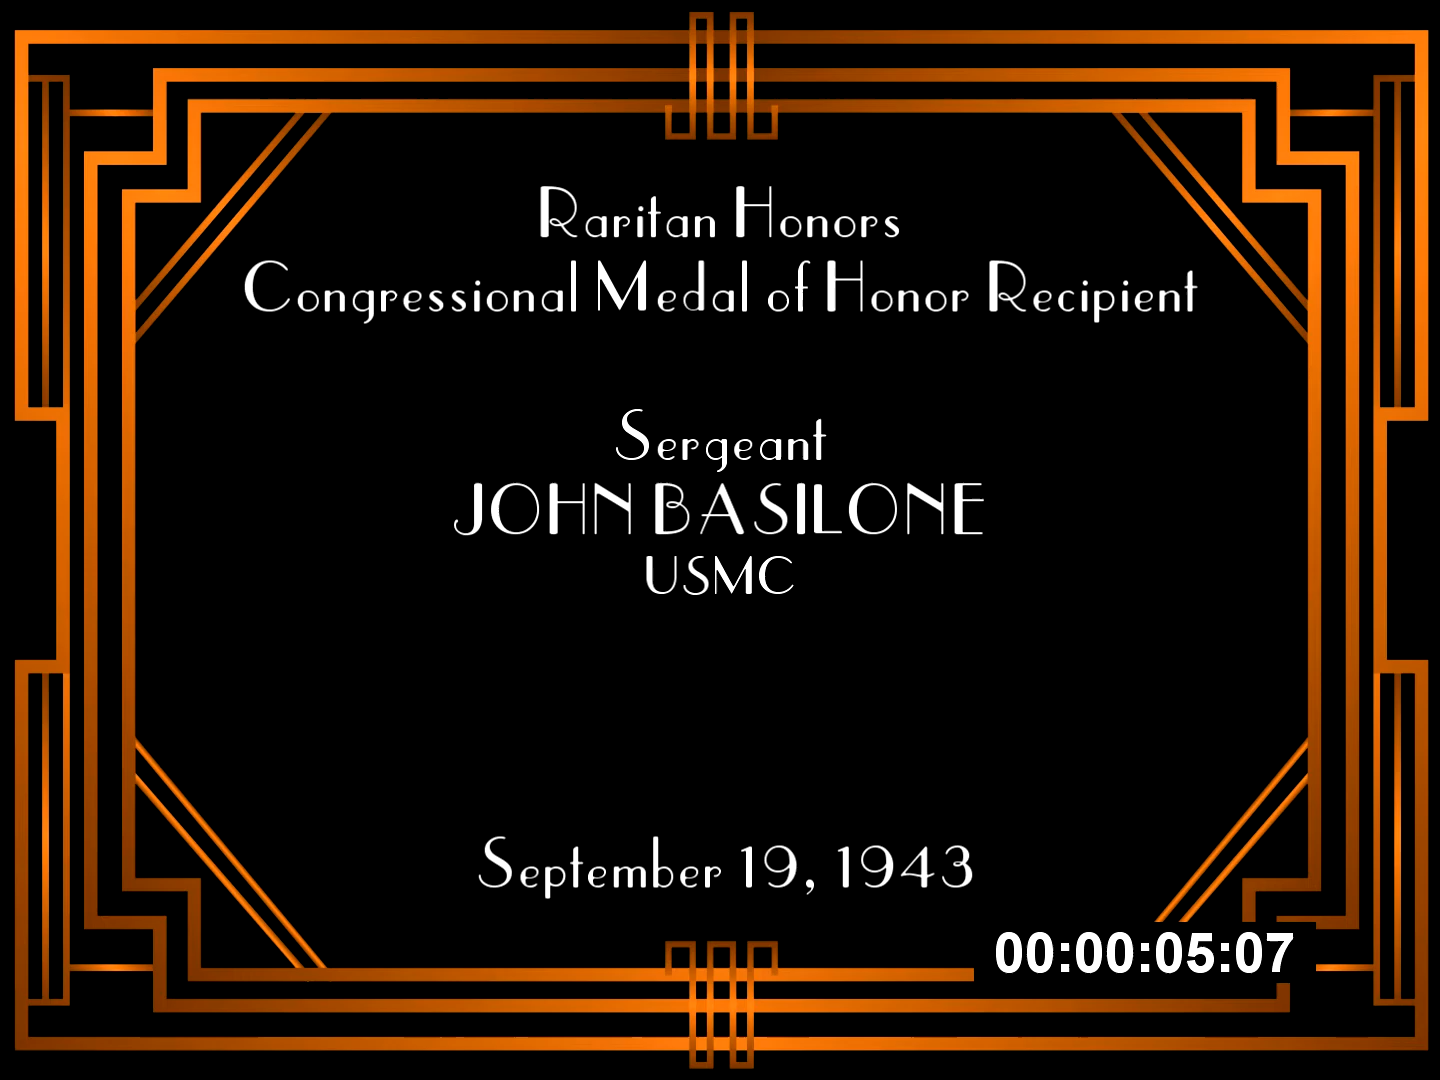 Raritan Honors
Congressional Medal of Honor Recipient
Sergeant
JOHN BASILONE
USMC
September 19, 1943
00:00:05:07